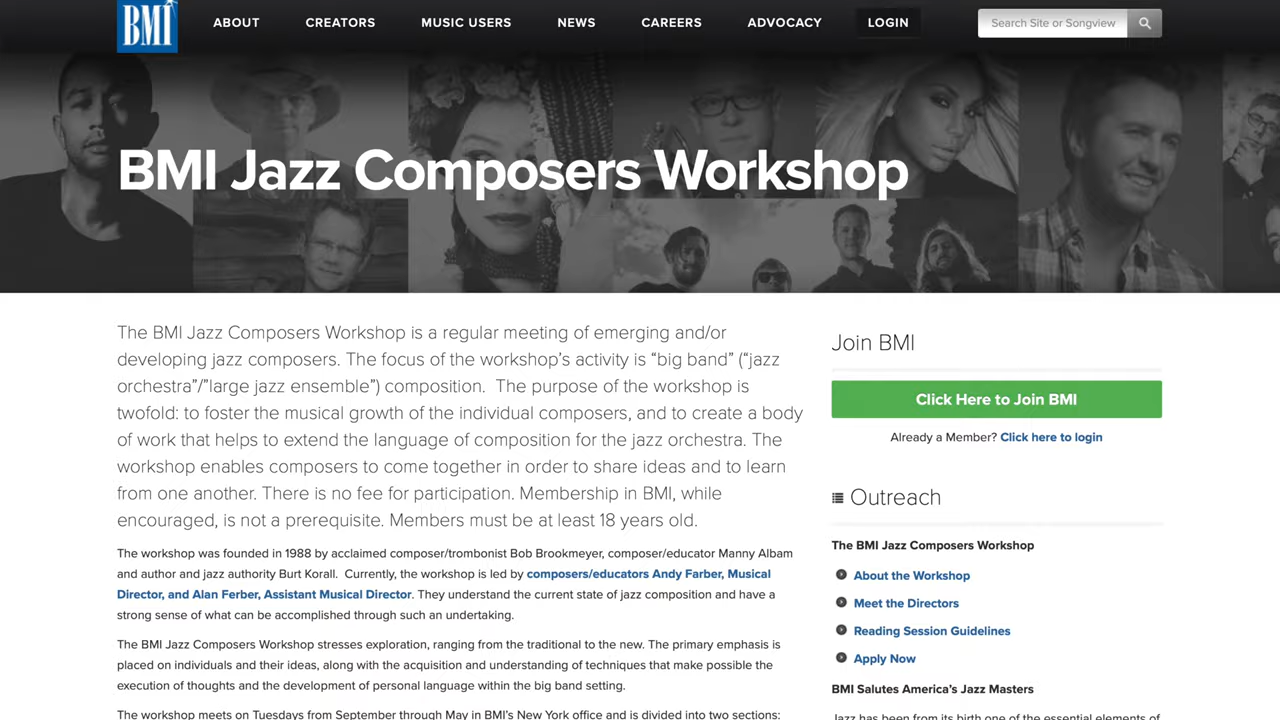 BMI
ABOUT
CREATORS
MUSIC USERS
NEWS
CAREERS
ADVOCACY
LOGIN
Search Site or Songview
BMI Jazz Composers Workshop
The BMI Jazz Composers Workshop is a regular meeting of emerging and/or
developing jazz composers. The focus of the workshop's activity is “big band” (“jazz
orchestra”/”large jazz ensemble”) composition.  The purpose of the workshop is
twofold: to foster the musical growth of the individual composers, and to create a body
of work that helps to extend the language of composition for the jazz orchestra. The
workshop enables composers to come together in order to share ideas and to learn
from one another. There is no fee for participation. Membership in BMI, while
encouraged, is not a prerequisite. Members must be at least 18 years old.
The workshop was founded in 1988 by acclaimed composer/trombonist Bob Brookmeyer, composer/educator Manny Albam
and author and jazz authority Burt Korall.  Currently, the workshop is led by composers/educators Andy Farber, Musical
Director, and Alan Ferber, Assistant Musical Director. They understand the current state of jazz composition and have a
strong sense of what can be accomplished through such an undertaking.
The BMI Jazz Composers Workshop stresses exploration, ranging from the traditional to the new. The primary emphasis is
placed on individuals and their ideas, along with the acquisition and understanding of techniques that make possible the
execution of thoughts and the development of personal language within the big band setting.
The workshop meets on Tuesdays from September through May in BMI's New York office and is divided into two sections:
Join BMI
Click Here to Join BMI
Already a Member? Click here to login
Outreach
The BMI Jazz Composers Workshop
About the Workshop
Meet the Directors
Reading Session Guidelines
Apply Now
BMI Salutes America's Jazz Masters
Jazz has been from its birth one of the essential elements of